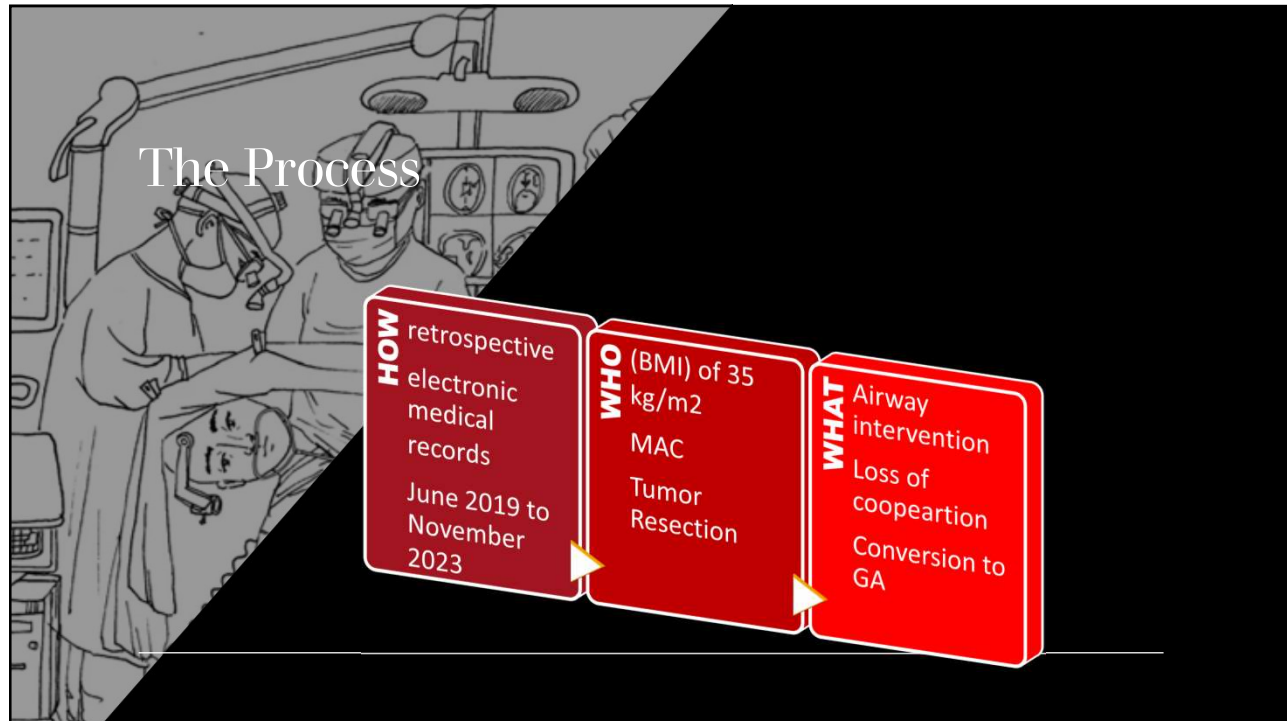 The Process
HOW
retrospective
electronic
medical
records
June 2019 to
November
2023
WHO
(BMI) of 35
kg/m2
MAC
Tumor
Resection
WHAT
Airway
intervention
Loss of
coopeartion
Conversion to
GA